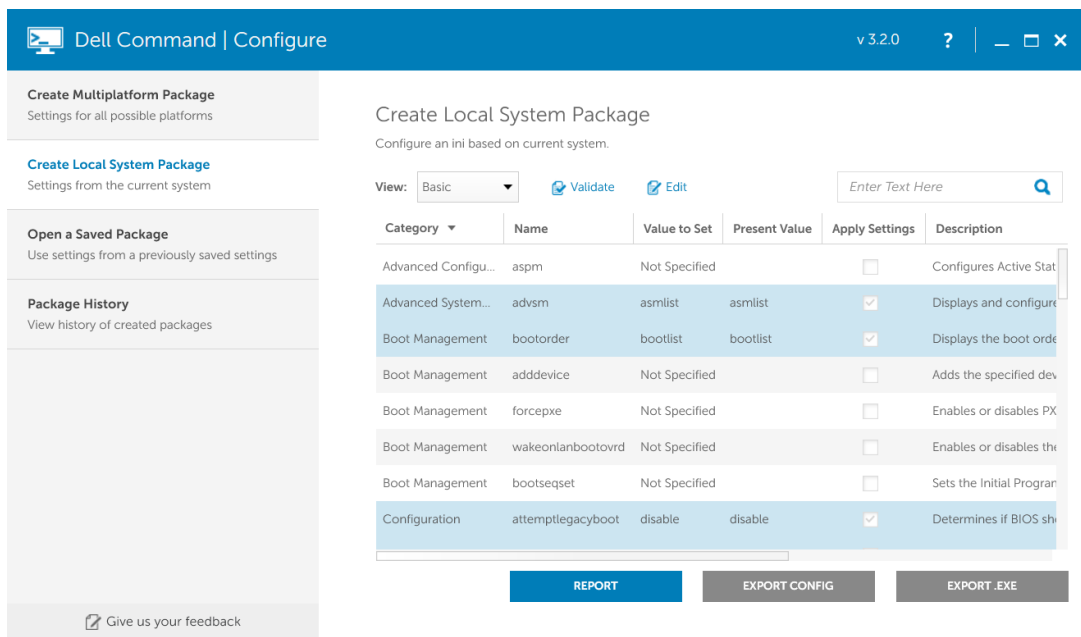 Dell Command | Configure
v 3.2.0
?
Create Multiplatform Package
Settings for all possible platforms
Create Local System Package
Settings from the current system
Open a Saved Package
Use settings from a previously saved settings
Package History
View history of created packages
Give us your feedback
Create Local System Package
Configure an ini based on current system.
View: Basic Validate Edit Enter Text Here
Category Name Value to Set Present Value Apply Settings Description
Advanced Configu... aspm Not Specified Configures Active Stat
Advanced System... advsm asmlist asmlist Displays and configure
Boot Management bootorder bootlist bootlist Displays the boot orde
Boot Management adddevice Not Specified Adds the specified dev
Boot Management forcepxe Not Specified Enables or disables PX
Boot Management wakeonlanbootovrd Not Specified Enables or disables the
Boot Management bootseqset Not Specified Sets the Initial Program
Configuration attemptlegacyboot disable disable Determines if BIOS sh
REPORT EXPORT CONFIG EXPORT .EXE